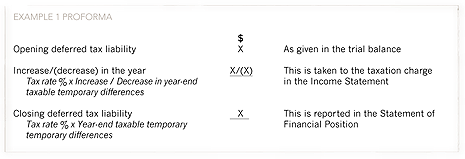 EXAMPLE 1 PROFORMA
$
Opening deferred tax liability X As given in the trial balance
Increase/(decrease) in the year X/(X) This is taken to the taxation charge
Tax rate % x Increase / Decrease in year-end in the Income Statement
taxable temporary differences
Closing deferred tax liability X This is reported in the Statement of
Tax rate % x Year-end taxable temporary Financial Position
temporary differences